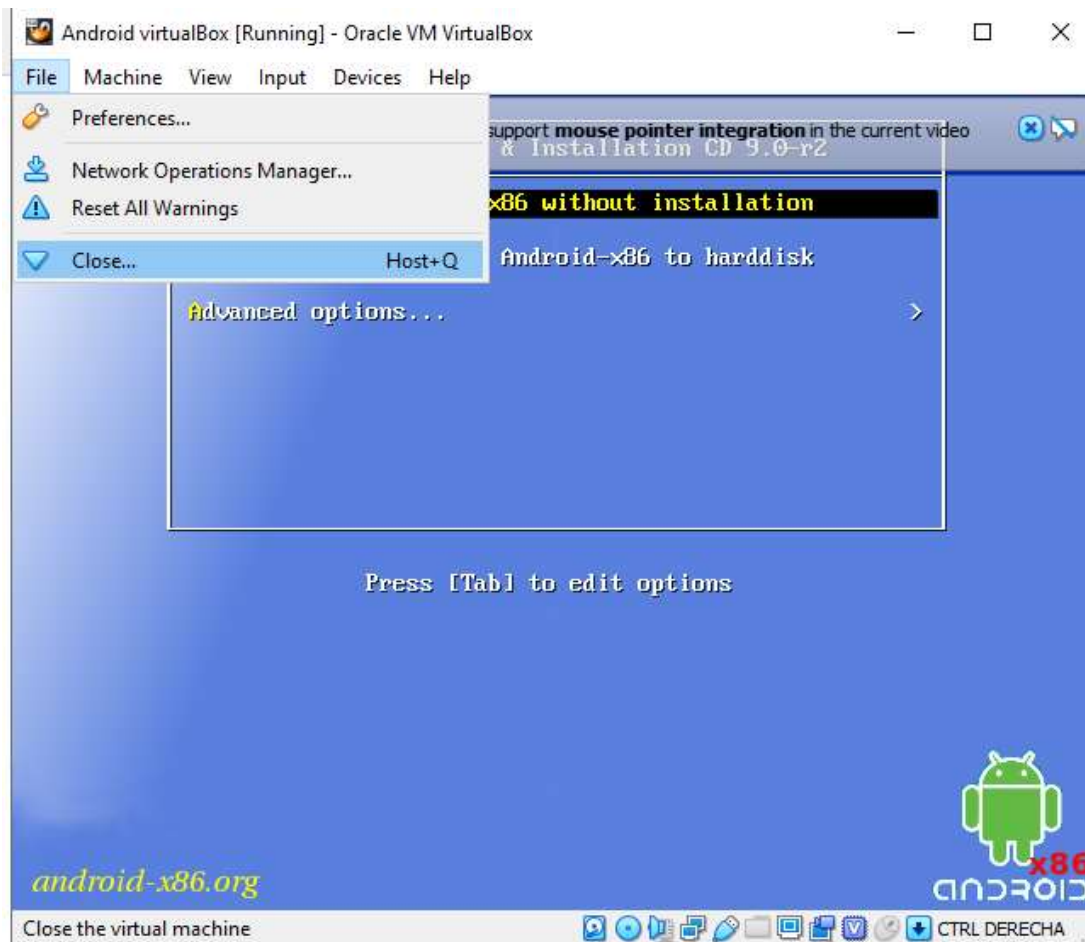 Android virtualBox [Running] - Oracle VM VirtualBox
File Machine View Input Devices Help
Preferences...
Network Operations Manager...
Reset All Warnings
Close... Host+Q
support mouse pointer integration in the current video
& Installation CD 9.0-r2
x86 without installation
Android-x86 to harddisk
Advanced options... >
Press [Tab] to edit options
android-x86.org
x86
ANDROID
Close the virtual machine
CTRL DERECHA